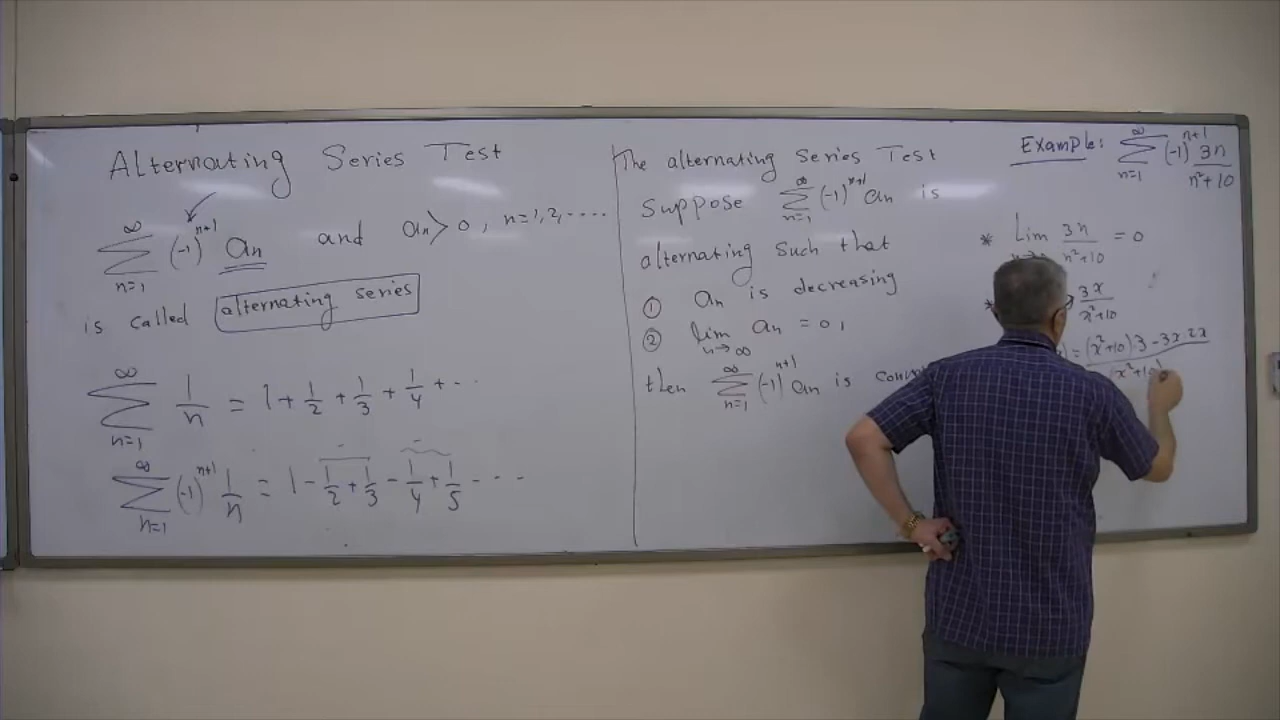 Alternating Series Test
∞ ∑ n=1 (-1)^n+1 an and an > 0, n=1,2,....
is called alternating series
∞ ∑ n=1 1/n = 1 + 1/2 + 1/3 + 1/4 + ...
∞ ∑ n=1 (-1)^n+1 1/n = 1 - 1/2 + 1/3 - 1/4 + 1/5 - - -
The alternating Series Test
Suppose ∞ ∑ n=1 (-1)^n+1 an is
alternating such that
① an is decreasing
② lim n→∞ an = 0,
then ∞ ∑ n=1 (-1)^n+1 an is
Example: ∞ ∑ n=1 (-1)^n+1 3n/n²+10
* Lim 3n/n²+10 = 0
* 3x/x²+10
= (x²+10)3 - 3x 2x / (x²+10)